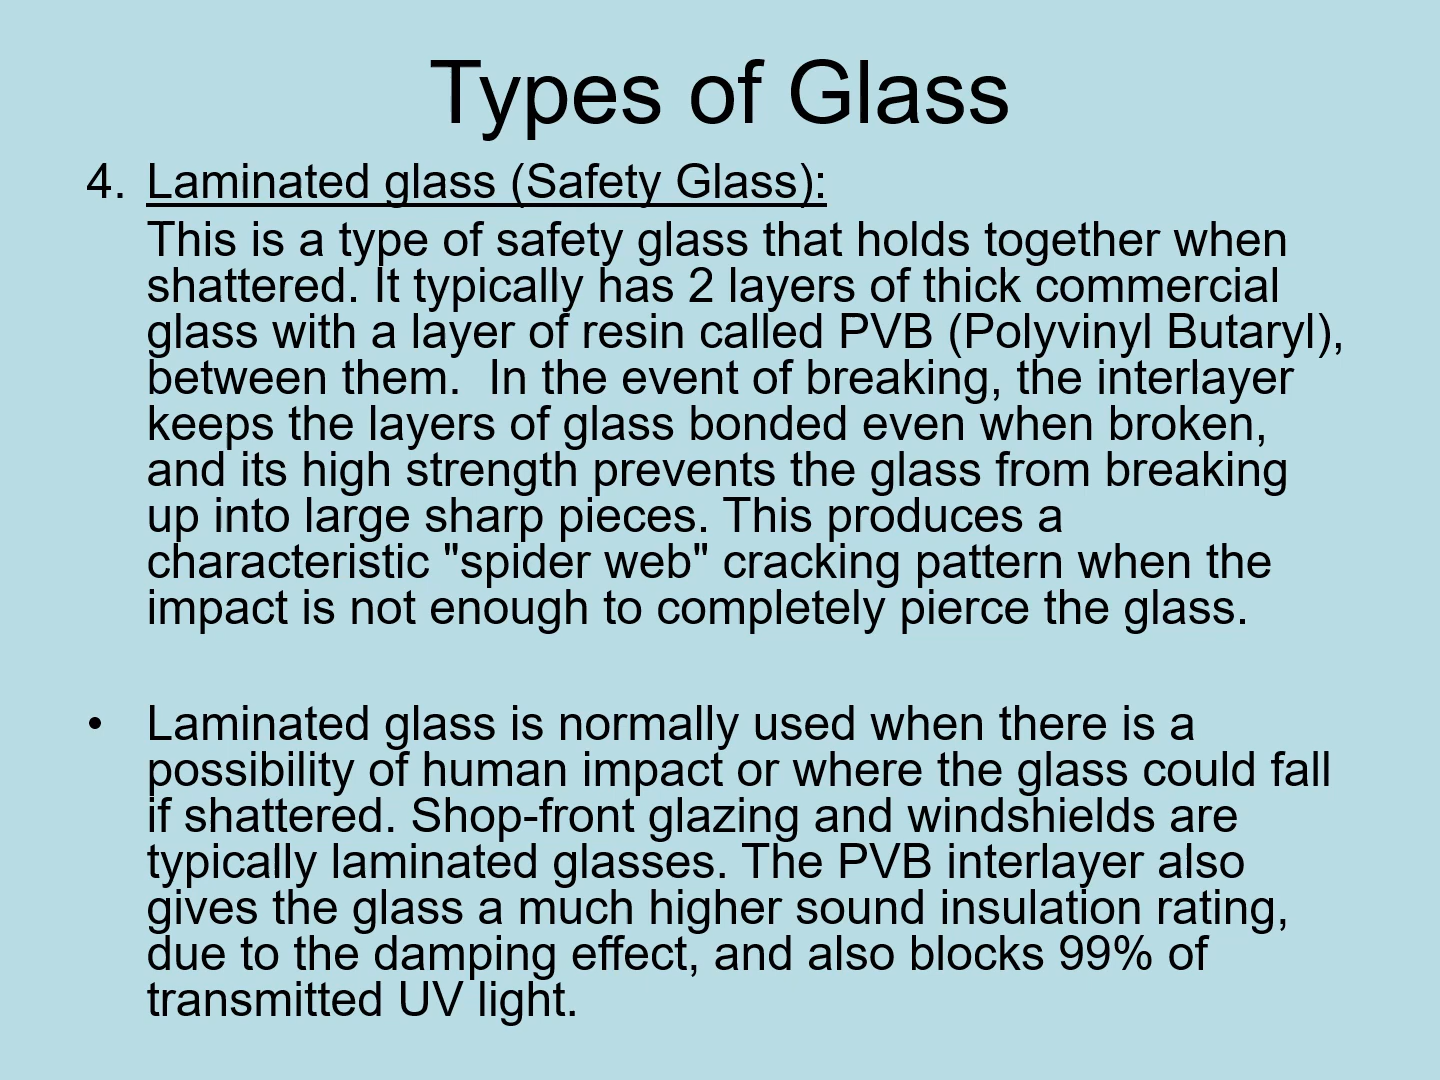 Types of Glass
4. Laminated glass (Safety Glass):
This is a type of safety glass that holds together when
shattered. It typically has 2 layers of thick commercial
glass with a layer of resin called PVB (Polyvinyl Butaryl),
between them.  In the event of breaking, the interlayer
keeps the layers of glass bonded even when broken,
and its high strength prevents the glass from breaking
up into large sharp pieces. This produces a
characteristic "spider web" cracking pattern when the
impact is not enough to completely pierce the glass.
• Laminated glass is normally used when there is a
possibility of human impact or where the glass could fall
if shattered. Shop-front glazing and windshields are
typically laminated glasses. The PVB interlayer also
gives the glass a much higher sound insulation rating,
due to the damping effect, and also blocks 99% of
transmitted UV light.